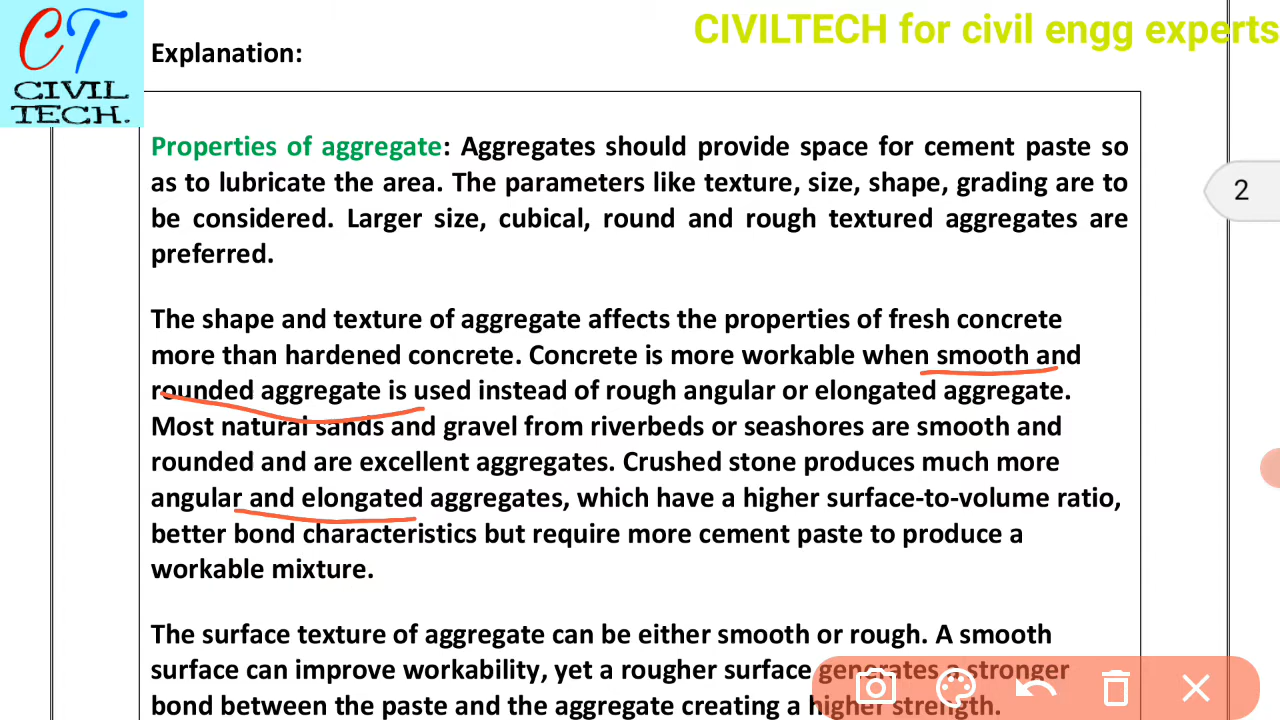 CT
CIVIL
TECH.
CIVILTECH for civil engg experts
Explanation:
Properties of aggregate: Aggregates should provide space for cement paste so
as to lubricate the area. The parameters like texture, size, shape, grading are to
be considered. Larger size, cubical, round and rough textured aggregates are
preferred.
2
The shape and texture of aggregate affects the properties of fresh concrete
more than hardened concrete. Concrete is more workable when smooth and
rounded aggregate is used instead of rough angular or elongated aggregate.
Most natural sands and gravel from riverbeds or seashores are smooth and
rounded and are excellent aggregates. Crushed stone produces much more
angular and elongated aggregates, which have a higher surface-to-volume ratio,
better bond characteristics but require more cement paste to produce a
workable mixture.
The surface texture of aggregate can be either smooth or rough. A smooth
surface can improve workability, yet a rougher surface generates a stronger
bond between the paste and the aggregate creating a higher strength.